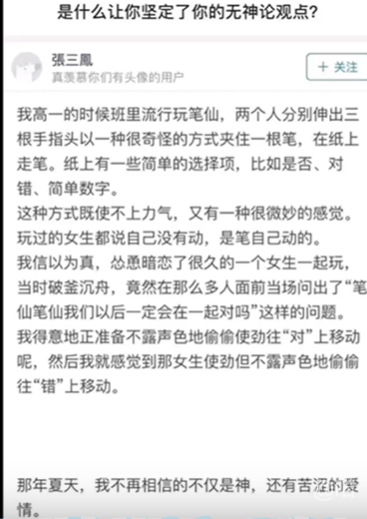 是什么让你坚定了你的无神论观点?
張三鳳
真羡慕你们有头像的用户
+ 关注
我高一的时候班里流行玩笔仙，两个人分别伸出三
根手指头以一种很奇怪的方式夹住一根笔，在纸上
走笔。纸上有一些简单的选择项，比如是否、对
错、简单数字。
这种方式既使不上力气，又有一种很微妙的感觉。
玩过的女生都说自己没有动，是笔自己动的。
我信以为真，怂恿暗恋了很久的一个女生一起玩，
当时破釜沉舟，竟然在那么多人面前当场问出了“笔
仙笔仙我们以后一定会在一起对吗”这样的问题。
我得意地正准备不露声色地偷偷使劲往“对”上移动
呢，然后我就感觉到那女生使劲但不露声色地偷偷
往“错”上移动。
那年夏天，我不再相信的不仅是神，还有苦涩的爱
情。